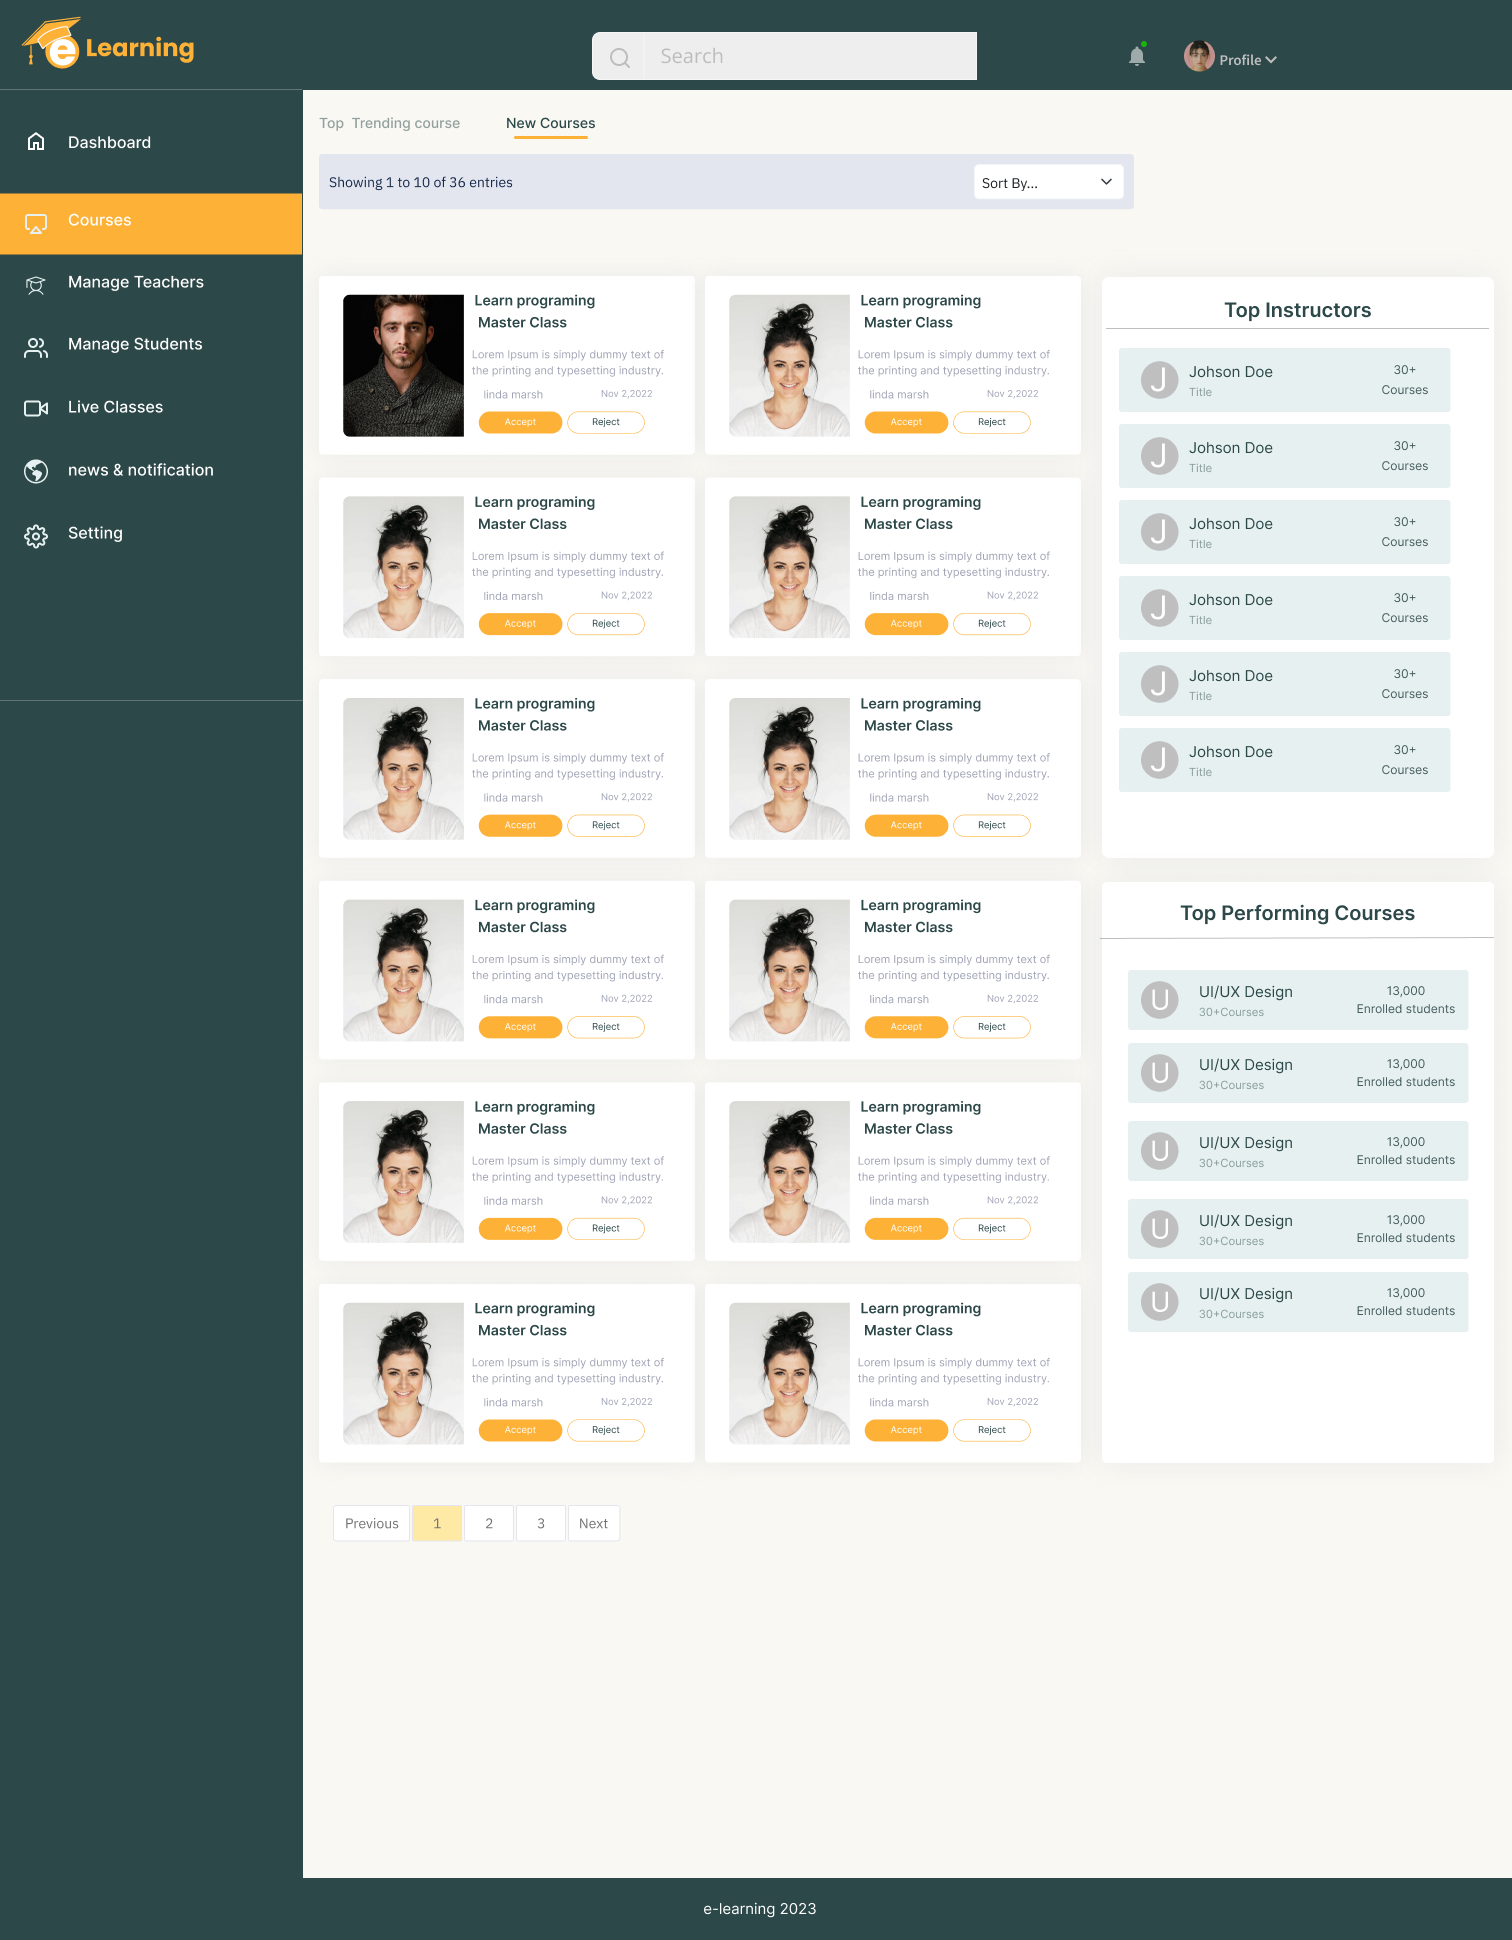 e Learning
Search
Profile
Dashboard
Courses
Manage Teachers
Manage Students
Live Classes
news & notification
Setting
Top Trending course
New Courses
Showing 1 to 10 of 36 entries
Sort By...
Learn programing
Master Class
Lorem Ipsum is simply dummy text of
the printing and typesetting industry.
linda marsh
Nov 2,2022
Accept
Reject
Learn programing
Master Class
Lorem Ipsum is simply dummy text of
the printing and typesetting industry.
linda marsh
Nov 2,2022
Accept
Reject
Learn programing
Master Class
Lorem Ipsum is simply dummy text of
the printing and typesetting industry.
linda marsh
Nov 2,2022
Accept
Reject
Learn programing
Master Class
Lorem Ipsum is simply dummy text of
the printing and typesetting industry.
linda marsh
Nov 2,2022
Accept
Reject
Learn programing
Master Class
Lorem Ipsum is simply dummy text of
the printing and typesetting industry.
linda marsh
Nov 2,2022
Accept
Reject
Learn programing
Master Class
Lorem Ipsum is simply dummy text of
the printing and typesetting industry.
linda marsh
Nov 2,2022
Accept
Reject
Learn programing
Master Class
Lorem Ipsum is simply dummy text of
the printing and typesetting industry.
linda marsh
Nov 2,2022
Accept
Reject
Learn programing
Master Class
Lorem Ipsum is simply dummy text of
the printing and typesetting industry.
linda marsh
Nov 2,2022
Accept
Reject
Learn programing
Master Class
Lorem Ipsum is simply dummy text of
the printing and typesetting industry.
linda marsh
Nov 2,2022
Accept
Reject
Learn programing
Master Class
Lorem Ipsum is simply dummy text of
the printing and typesetting industry.
linda marsh
Nov 2,2022
Accept
Reject
Learn programing
Master Class
Lorem Ipsum is simply dummy text of
the printing and typesetting industry.
linda marsh
Nov 2,2022
Accept
Reject
Learn programing
Master Class
Lorem Ipsum is simply dummy text of
the printing and typesetting industry.
linda marsh
Nov 2,2022
Accept
Reject
Previous
1
2
3
Next
Top Instructors
J
Johson Doe
Title
30+
Courses
J
Johson Doe
Title
30+
Courses
J
Johson Doe
Title
30+
Courses
J
Johson Doe
Title
30+
Courses
J
Johson Doe
Title
30+
Courses
J
Johson Doe
Title
30+
Courses
Top Performing Courses
U
UI/UX Design
30+Courses
13,000
Enrolled students
U
UI/UX Design
30+Courses
13,000
Enrolled students
U
UI/UX Design
30+Courses
13,000
Enrolled students
U
UI/UX Design
30+Courses
13,000
Enrolled students
U
UI/UX Design
30+Courses
13,000
Enrolled students
e-learning 2023